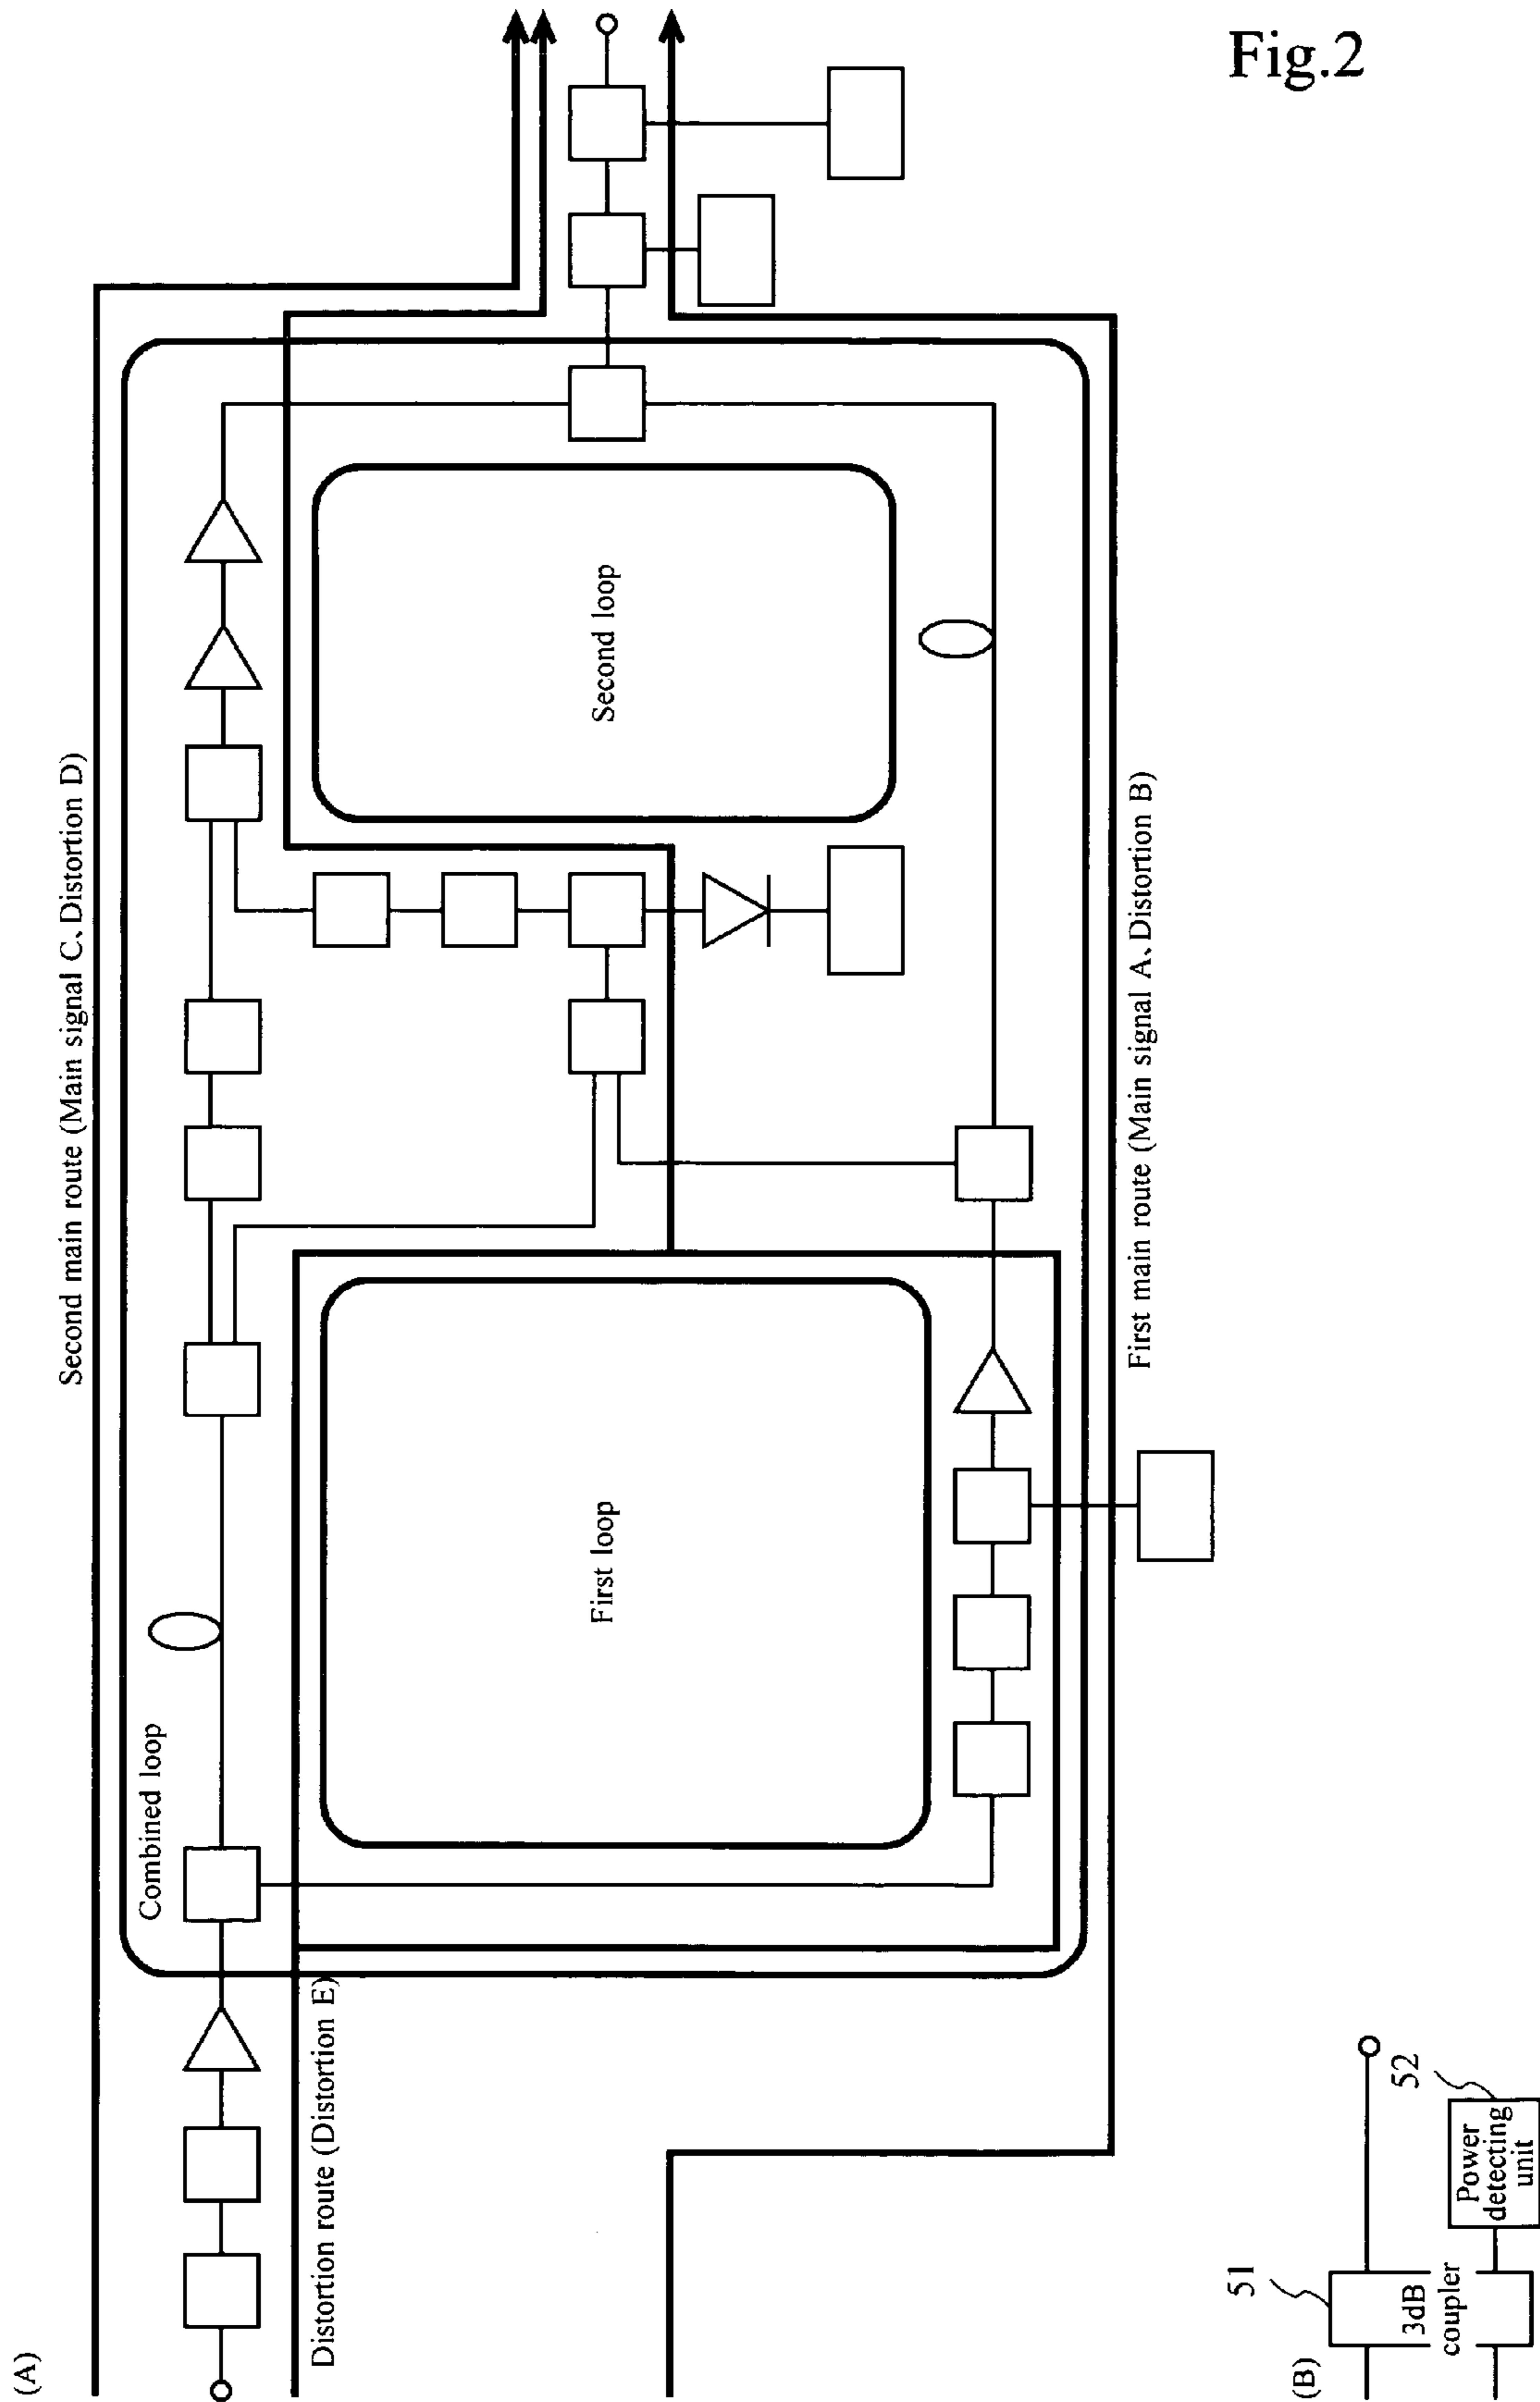 Fig.2
(A)
Second main route (Main signal C、Distortion D)
Combined loop
First loop
Second loop
Distortion route (Distortion E)
First main route (Main signal A、Distortion B)
(B)
51
3dB
coupler
52
Power
detecting
unit